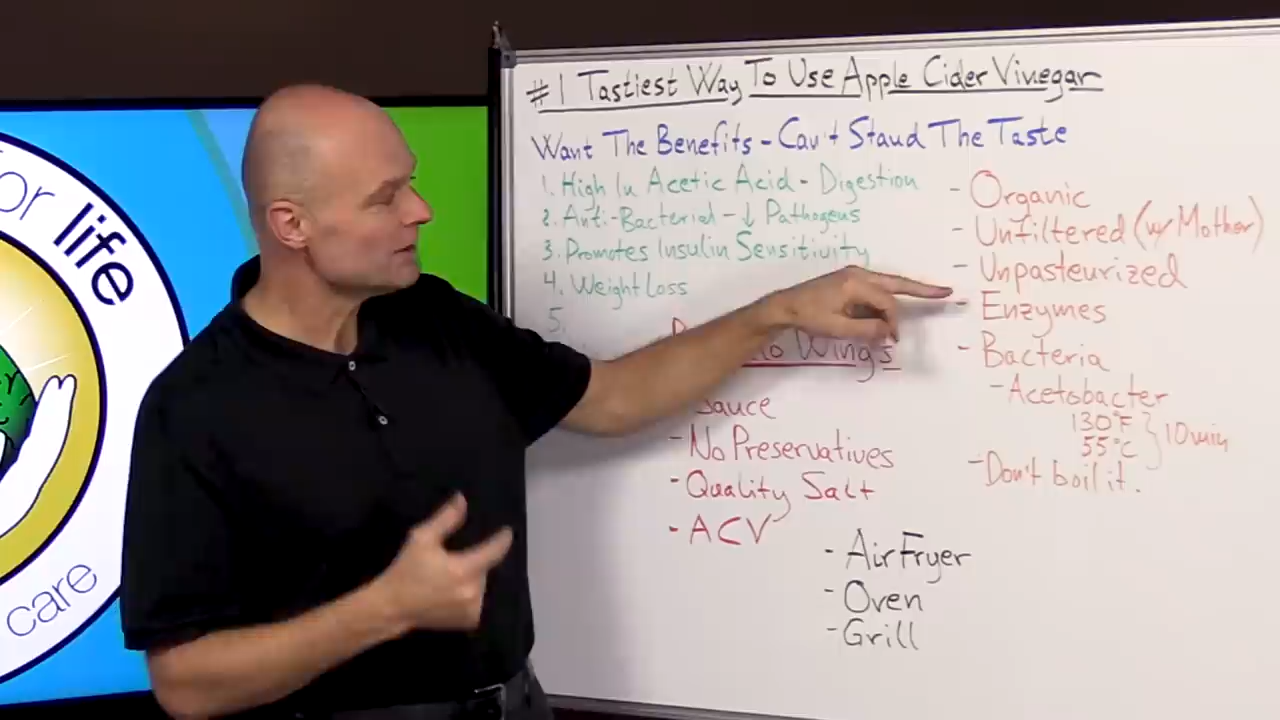 or life
care
#1 Tastiest Way To Use Apple Cider Vinegar
Want The Benefits - Can't Stand The Taste
1. High In Acetic Acid - Digestion
2. Anti-Bacterial - ↓ Pathogens
3. Promotes Insulin Sensitivity
4. Weight Loss
5.
Wings
Sauce
- No Preservatives
- Quality Salt
- ACV
- Organic
- Unfiltered (w/ Mother)
- Unpasteurized
- Enzymes
- Bacteria
- Acetobacter
130°F
55°C } 10 min
- Don't boil it.
- Air Fryer
- Oven
- Grill